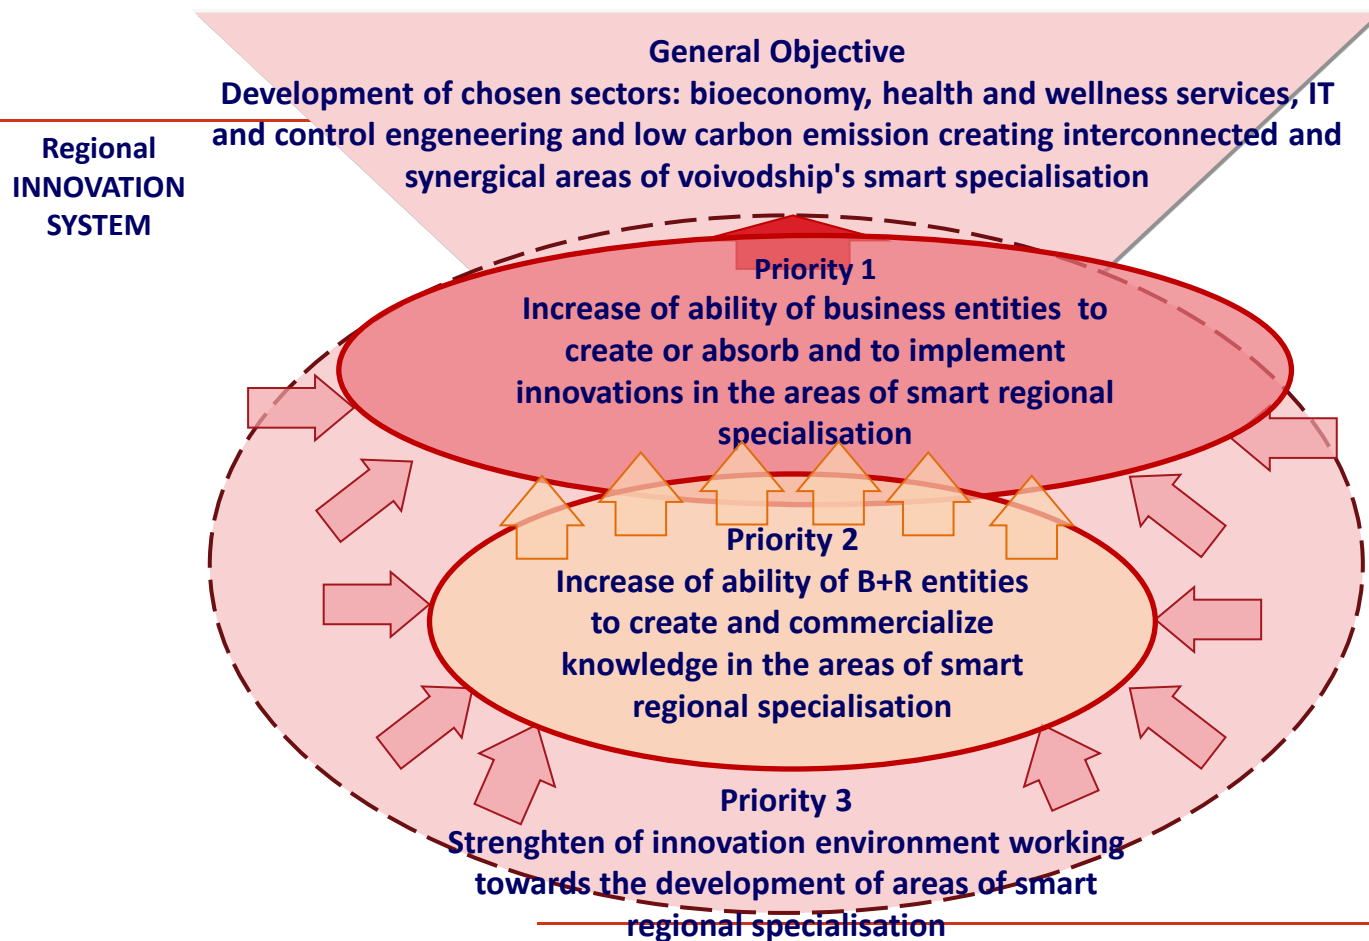 General Objective
Development of chosen sectors: bioeconomy, health and wellness services, IT
and control engeneering and low carbon emission creating interconnected and
synergical areas of voivodship's smart specialisation
Regional
INNOVATION
SYSTEM
Priority 1
Increase of ability of business entities to
create or absorb and to implement
innovations in the areas of smart regional
specialisation
Priority 2
Increase of ability of B+R entities
to create and commercialize
knowledge in the areas of smart
regional specialisation
Priority 3
Strenghten of innovation environment working
towards the development of areas of smart
regional specialisation